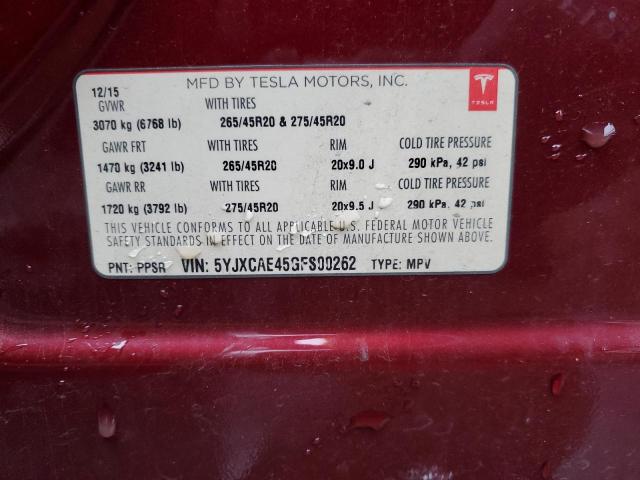 MFD BY TESLA MOTORS, INC.
TESLA
12/15
GVWR WITH TIRES
3070 kg (6768 lb) 265/45R20 & 275/45R20
GAWR FRT WITH TIRES RIM COLD TIRE PRESSURE
1470 kg (3241 lb) 265/45R20 20x9.0 J 290 kPa, 42 psi
GAWR RR WITH TIRES RIM COLD TIRE PRESSURE
1720 kg (3792 lb) 275/45R20 20x9.5 J 290 kPa, 42 psi
THIS VEHICLE CONFORMS TO ALL APPLICABLE U.S. FEDERAL MOTOR VEHICLE
SAFETY STANDARDS IN EFFECT ON THE DATE OF MANUFACTURE SHOWN ABOVE.
PNT: PPSR VIN: 5YJXCAE45GFS00262 TYPE: MPV